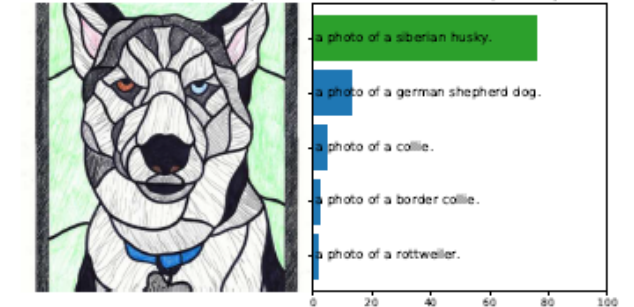 a photo of a siberian husky.
a photo of a german shepherd dog.
a photo of a collie.
a photo of a border collie.
a photo of a rottweiler.
0 20 40 60 80 100